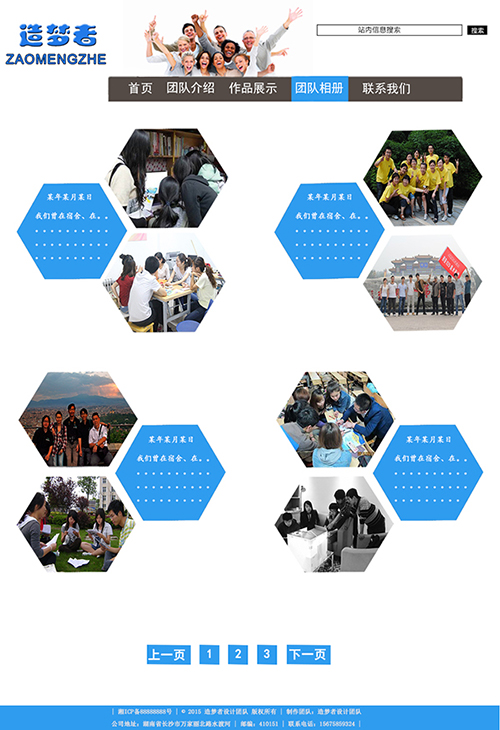 造梦者
ZAOMENGZHE
站内信息搜索
搜索
首页 团队介绍 作品展示 团队相册 联系我们
某年某月某日
我们曾在宿舍、在。。
。。。。。。。。
。。。。。。。。
。。。。。。。。
某年某月某日
我们曾在宿舍、在。。
。。。。。。。。
。。。。。。。。
。。。。。。。。
某年某月某日
我们曾在宿舍、在。。
。。。。。。。。
。。。。。。。。
。。。。。。。。
某年某月某日
我们曾在宿舍、在。。
。。。。。。。。
。。。。。。。。
。。。。。。。。
上一页 1 2 3 下一页
| 湘ICP备88888888号 | © 2015 造梦者设计团队 版权所有 | 制作团队：造梦者设计团队
公司地址：湖南省长沙市万家丽北路水渡河 | 邮编：410151 | 联系电话：15675859324 |